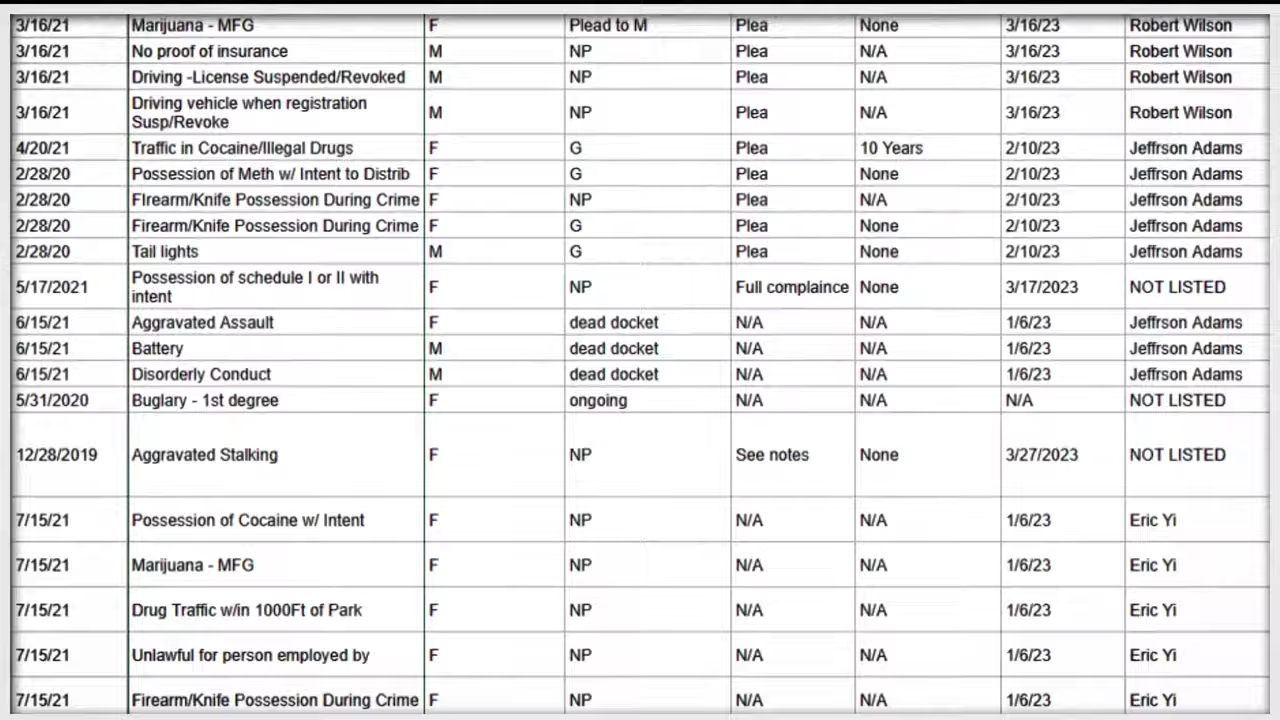 3/16/21 Marijuana - MFG F Plead to M Plea None 3/16/23 Robert Wilson
3/16/21 No proof of insurance M NP Plea N/A 3/16/23 Robert Wilson
3/16/21 Driving -License Suspended/Revoked M NP Plea N/A 3/16/23 Robert Wilson
3/16/21 Driving vehicle when registration Susp/Revoke M NP Plea N/A 3/16/23 Robert Wilson
4/20/21 Traffic in Cocaine/Illegal Drugs F G Plea 10 Years 2/10/23 Jeffrson Adams
2/28/20 Possession of Meth w/ Intent to Distrib F G Plea None 2/10/23 Jeffrson Adams
2/28/20 FIrearm/Knife Possession During Crime F NP Plea N/A 2/10/23 Jeffrson Adams
2/28/20 Firearm/Knife Possession During Crime F G Plea None 2/10/23 Jeffrson Adams
2/28/20 Tail lights M G Plea None 2/10/23 Jeffrson Adams
5/17/2021 Possession of schedule I or II with intent F NP Full complaince None 3/17/2023 NOT LISTED
6/15/21 Aggravated Assault F dead docket N/A N/A 1/6/23 Jeffrson Adams
6/15/21 Battery M dead docket N/A N/A 1/6/23 Jeffrson Adams
6/15/21 Disorderly Conduct M dead docket N/A N/A 1/6/23 Jeffrson Adams
5/31/2020 Buglary - 1st degree F ongoing N/A N/A N/A NOT LISTED
12/28/2019 Aggravated Stalking F NP See notes None 3/27/2023 NOT LISTED
7/15/21 Possession of Cocaine w/ Intent F NP N/A N/A 1/6/23 Eric Yi
7/15/21 Marijuana - MFG F NP N/A N/A 1/6/23 Eric Yi
7/15/21 Drug Traffic w/in 1000Ft of Park F NP N/A N/A 1/6/23 Eric Yi
7/15/21 Unlawful for person employed by F NP N/A N/A 1/6/23 Eric Yi
7/15/21 Firearm/Knife Possession During Crime F NP N/A N/A 1/6/23 Eric Yi